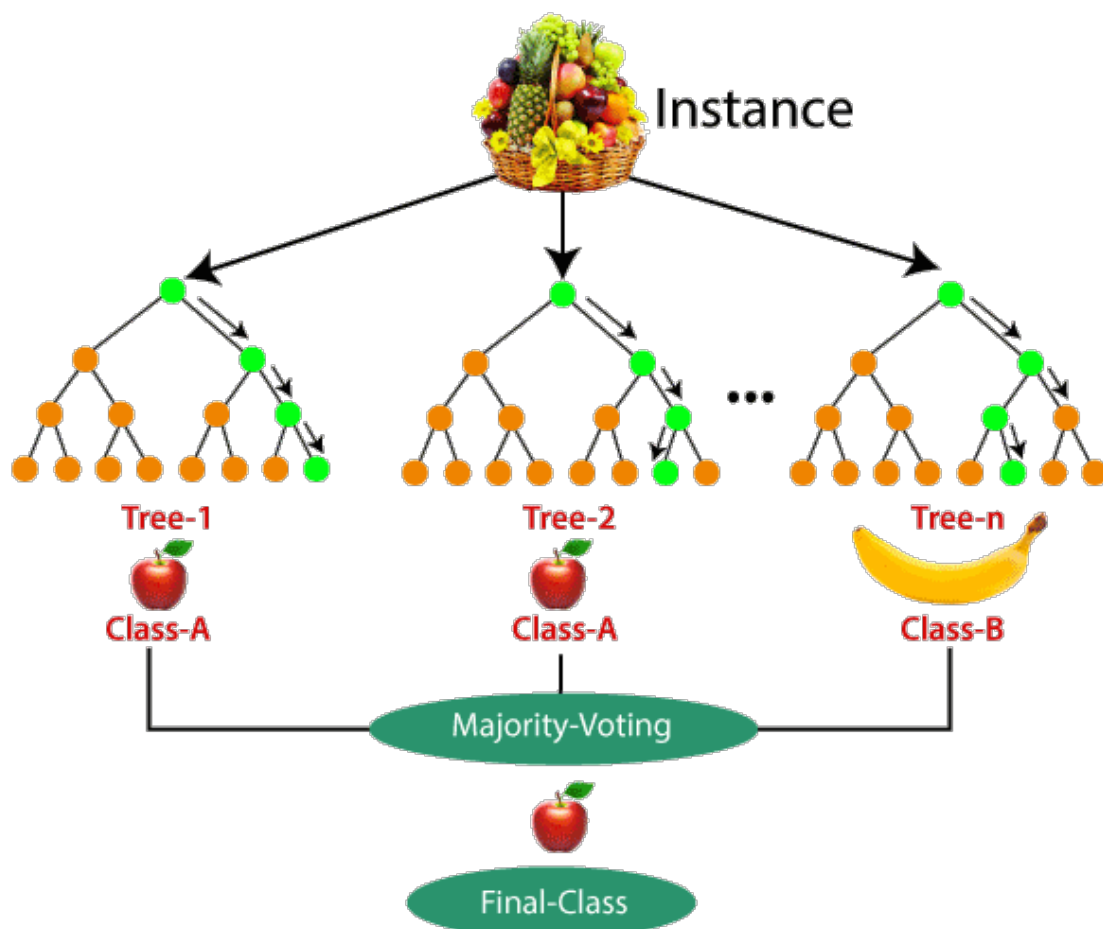 Instance
...
Tree-1
Tree-2
Tree-n
Class-A
Class-A
Class-B
Majority-Voting
Final-Class